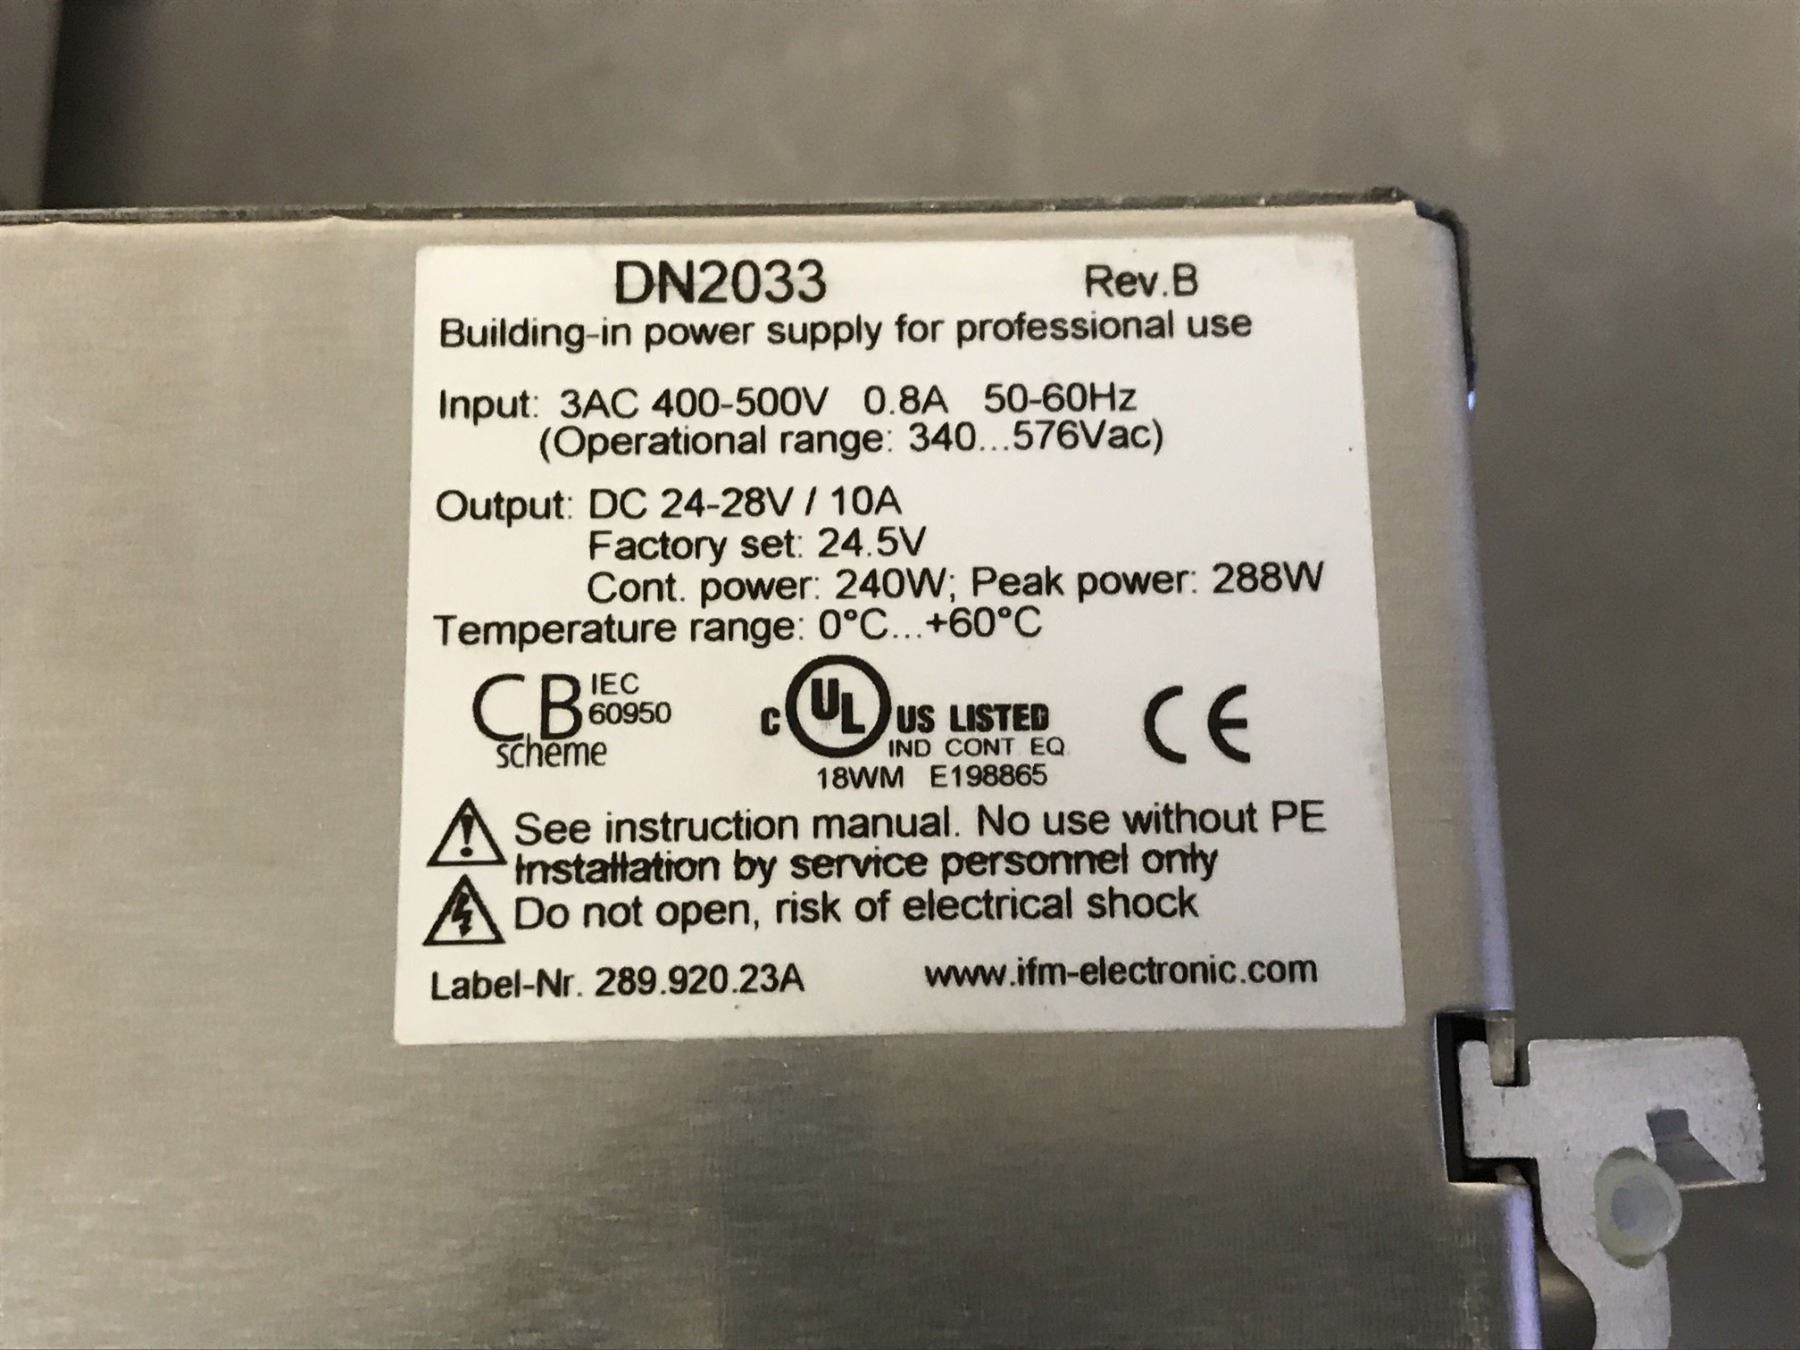 DN2033 Rev.B
Building-in power supply for professional use
Input: 3AC 400-500V 0.8A 50-60Hz
(Operational range: 340...576Vac)
Output: DC 24-28V / 10A
Factory set: 24.5V
Cont. power: 240W; Peak power: 288W
Temperature range: 0°C...+60°C
CB scheme IEC 60950
c UL US LISTED CE
IND CONT EQ
18WM E198865
See instruction manual. No use without PE
Installation by service personnel only
Do not open, risk of electrical shock
Label-Nr. 289.920.23A www.ifm-electronic.com